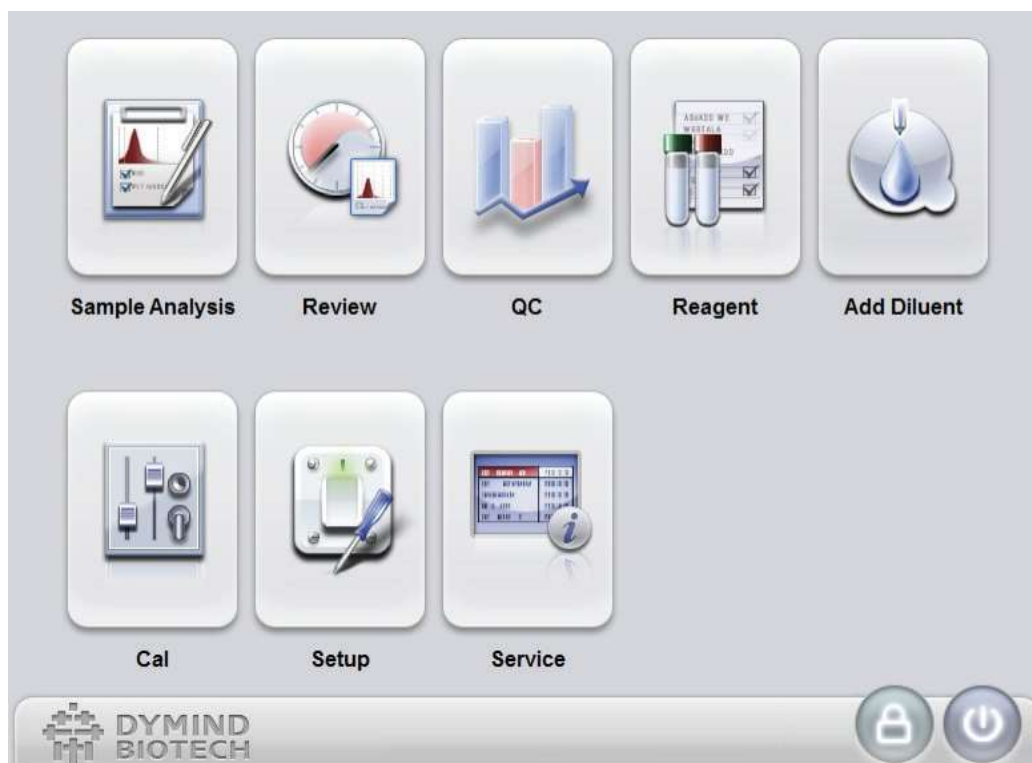 Sample Analysis
Review
QC
Reagent
Add Diluent
Cal
Setup
Service
DYMIND
BIOTECH